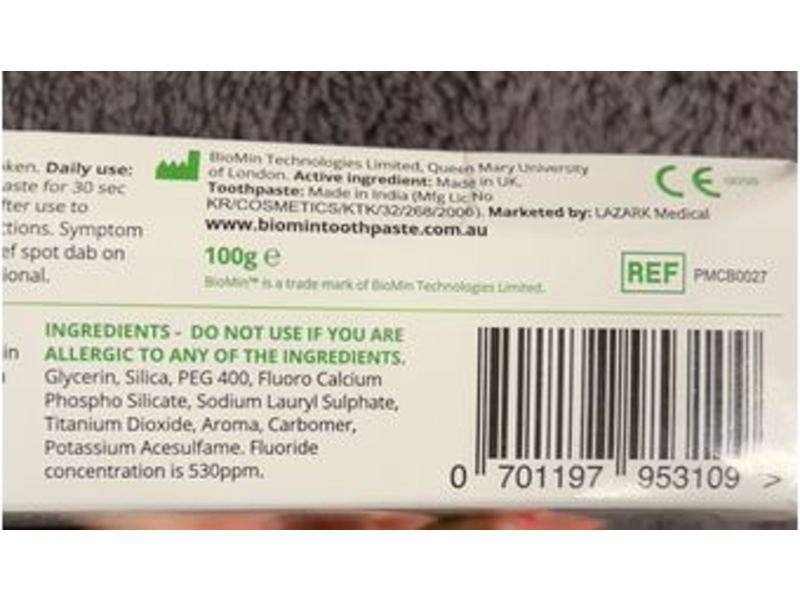 ken. Daily use:
aste for 30 sec
fter use to
tions. Symptom
ef spot dab on
ional.
BioMin Technologies Limited, Queen Mary University
of London. Active ingredient: Made in UK.
Toothpaste: Made in India (Mfg Lic No
KR/COSMETICS/KTK/32/268/2006). Marketed by: LAZARK Medical
www.biomintoothpaste.com.au
100g ℮
BioMin™ is a trade mark of BioMin Technologies Limited.
CE
REF PMCB0027
in
INGREDIENTS - DO NOT USE IF YOU ARE
ALLERGIC TO ANY OF THE INGREDIENTS.
Glycerin, Silica, PEG 400, Fluoro Calcium
Phospho Silicate, Sodium Lauryl Sulphate,
Titanium Dioxide, Aroma, Carbomer,
Potassium Acesulfame. Fluoride
concentration is 530ppm.
0 701197 953109 >